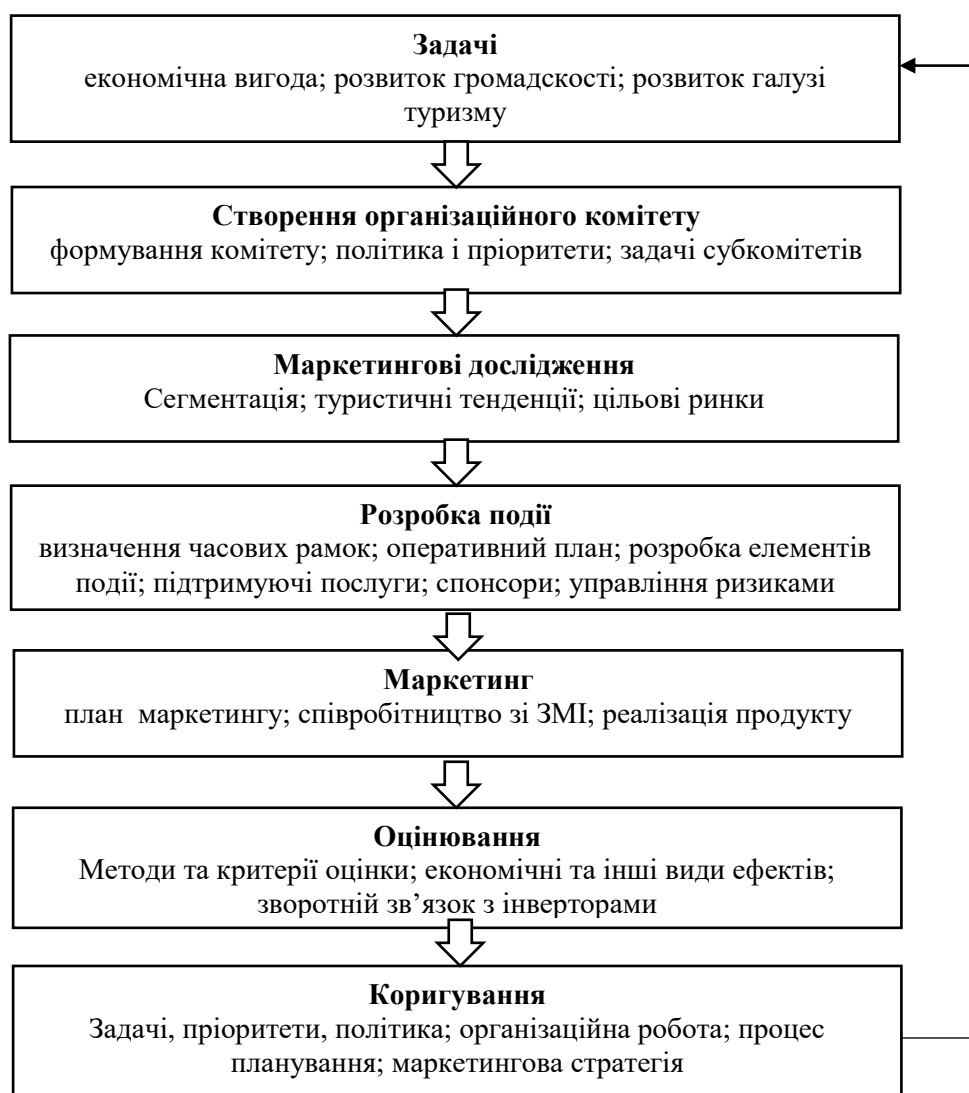 Задачі
економічна вигода; розвиток громадскості; розвиток галузі
туризму
Створення організаційного комітету
формування комітету; політика і пріоритети; задачі субкомітетів
Маркетингові дослідження
Сегментація; туристичні тенденції; цільові ринки
Розробка події
визначення часових рамок; оперативний план; розробка елементів
події; підтримуючі послуги; спонсори; управління ризиками
Маркетинг
план маркетингу; співробітництво зі ЗМІ; реалізація продукту
Оцінювання
Методи та критерії оцінки; економічні та інші види ефектів;
зворотній зв’язок з інверторами
Коригування
Задачі, пріоритети, політика; організаційна робота; процес
планування; маркетингова стратегія